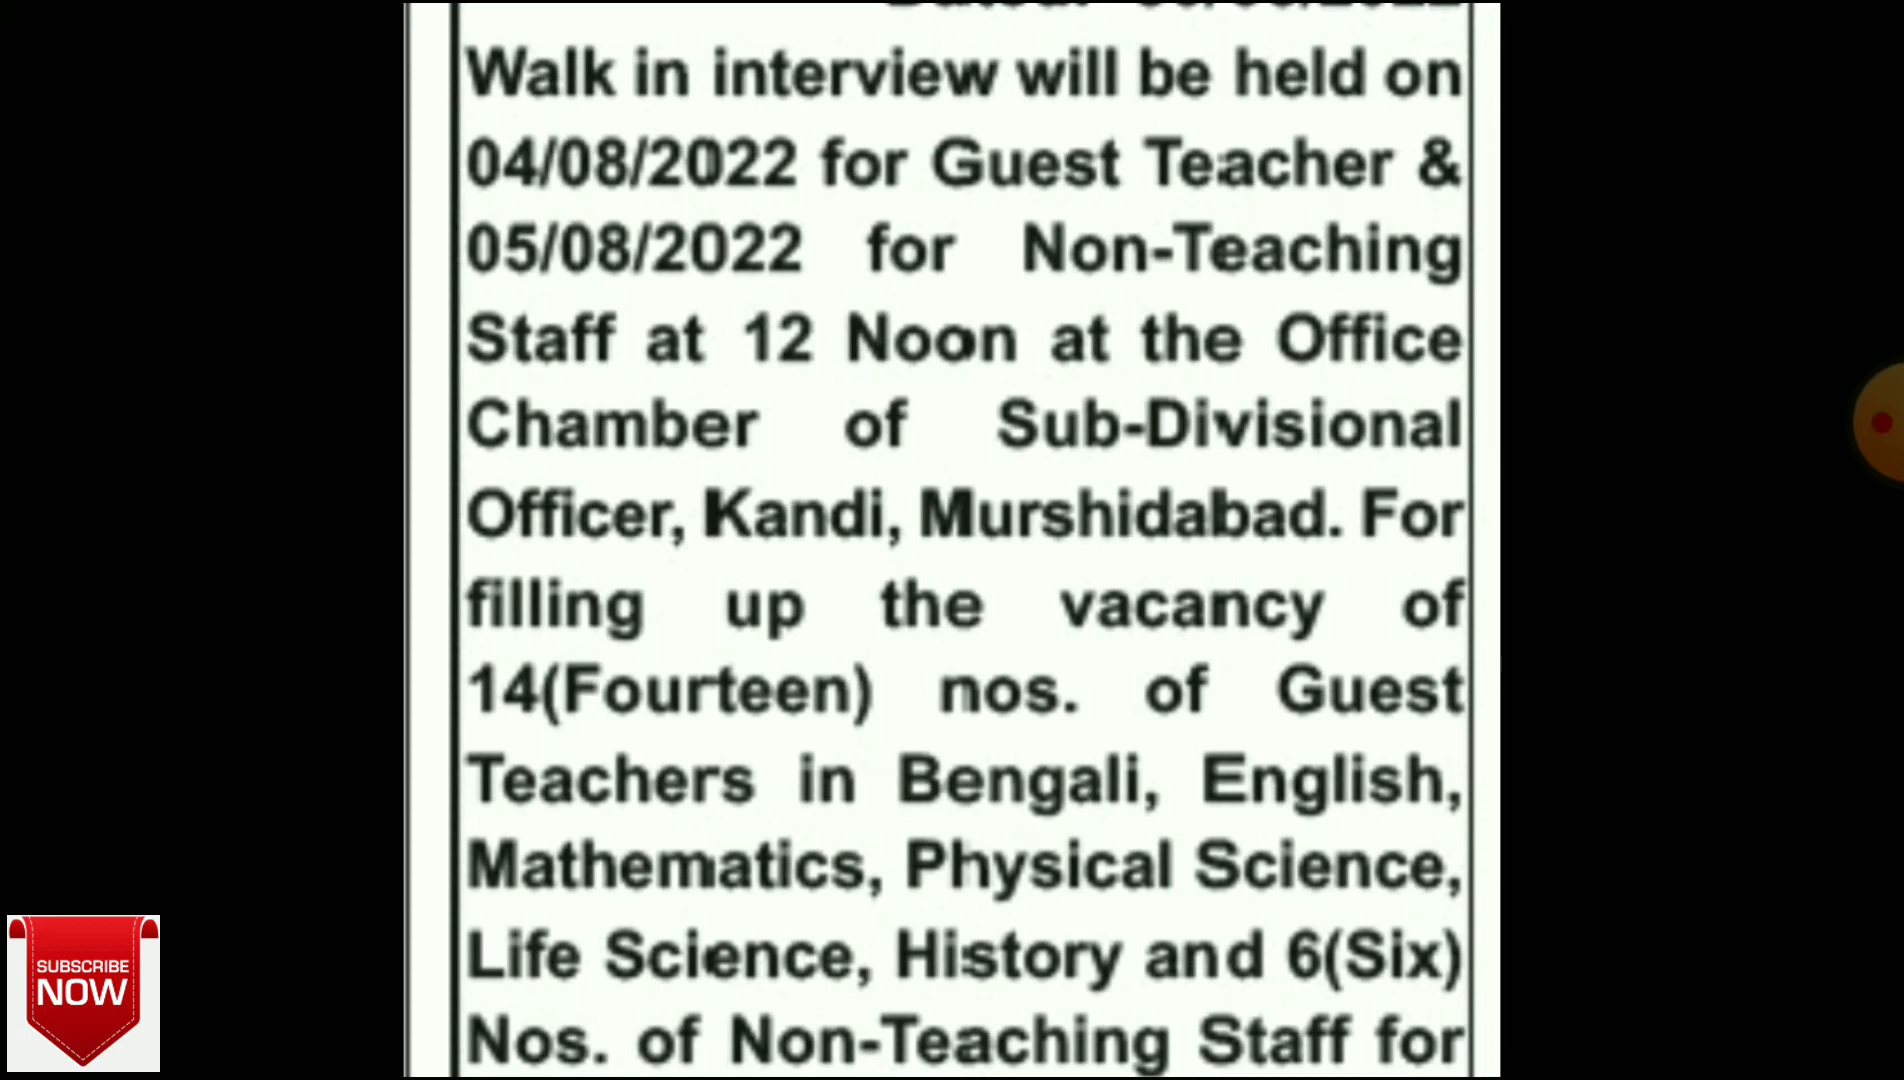 Walk in interview will be held on
04/08/2022 for Guest Teacher &
05/08/2022 for Non-Teaching
Staff at 12 Noon at the Office
Chamber of Sub-Divisional
Officer, Kandi, Murshidabad. For
filling up the vacancy of
14(Fourteen) nos. of Guest
Teachers in Bengali, English,
Mathematics, Physical Science,
Life Science, History and 6(Six)
Nos. of Non-Teaching Staff for
SUBSCRIBE
NOW